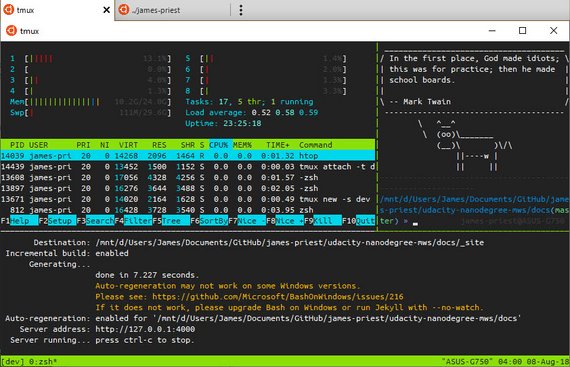 tmux
../james-priest
tmux
1 [||||| 13.1%]
2 [ 0.0%]
3 [|| 4.0%]
4 [| 1.3%]
Mem[|||||||||||||||| 10.2G/24.0G]
Swp[| 111M/29.6G]
5 [|| 1.4%]
6 [| 2.0%]
7 [| 1.3%]
8 [|| 3.3%]
Tasks: 17, 5 thr; 1 running
Load average: 0.52 0.58 0.59
Uptime: 23:25:18
PID USER PRI NI VIRT RES SHR S CPU% MEM% TIME+ Command
14039 james-pri 20 0 14268 2096 1464 R 0.0 0.0 0:01.32 htop
14439 james-pri 20 0 13452 1500 1152 S 0.0 0.0 0:00.03 tmux attach -t d
13608 james-pri 20 0 17056 4328 4256 S 0.0 0.0 0:01.57 -zsh
13897 james-pri 20 0 16276 3644 3488 S 0.0 0.0 0:02.05 -zsh
13671 james-pri 20 0 14020 2164 1628 S 0.0 0.0 0:00.49 tmux new -s dev
812 james-pri 20 0 16428 3728 3540 S 0.0 0.0 0:03.95 zsh
F1Help F2Setup F3SearchF4FilterF5Tree F6SortByF7Nice -F8Nice +F9Kill F10Quit
/ In the first place, God made idiots; \
| this was for practice; then he made |
| school boards. |
| |
\ -- Mark Twain /
\ ^__^
\ (oo)\_______
(__)\ )\/\
||----w |
|| ||
/mnt/d/Users/James/Documents/GitHub/jame
s-priest/udacity-nanodegree-mws/docs(mas
ter) »
james-priest@ASUS-G750
Destination: /mnt/d/Users/James/Documents/GitHub/james-priest/udacity-nanodegree-mws/docs/_site
Incremental build: enabled
Generating...
done in 7.227 seconds.
Auto-regeneration may not work on some Windows versions.
Please see: https://github.com/Microsoft/BashOnWindows/issues/216
If it does not work, please upgrade Bash on Windows or run Jekyll with --no-watch.
Auto-regeneration: enabled for '/mnt/d/Users/James/Documents/GitHub/james-priest/udacity-nanodegree-mws/docs'
Server address: http://127.0.0.1:4000
Server running... press ctrl-c to stop.
[dev] 0:zsh* "ASUS-G750" 04:00 08-Aug-18